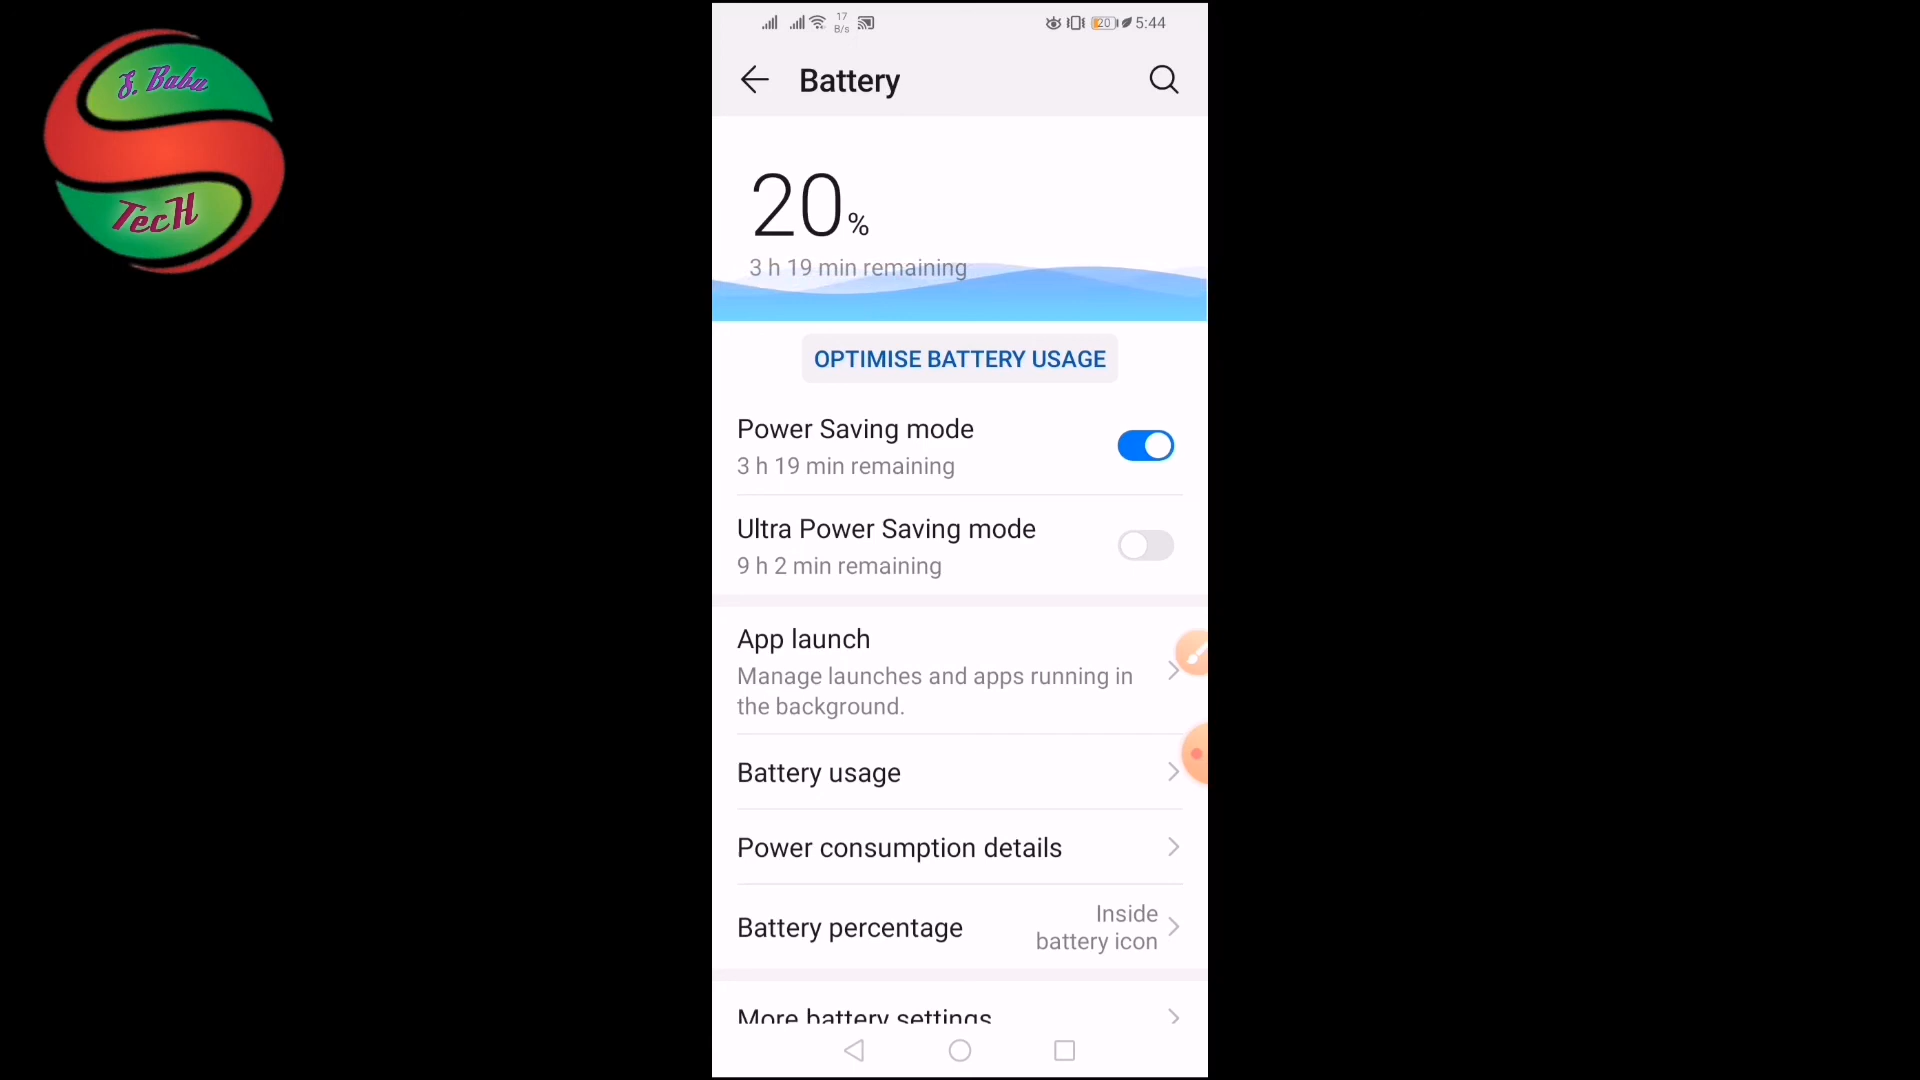 S. Babu
TecH
17
B/s
20
5:44
Battery
20%
3 h 19 min remaining
OPTIMISE BATTERY USAGE
Power Saving mode
3 h 19 min remaining
Ultra Power Saving mode
9 h 2 min remaining
App launch
Manage launches and apps running in
the background.
Battery usage
Power consumption details
Battery percentage
Inside
battery icon
More battery settings